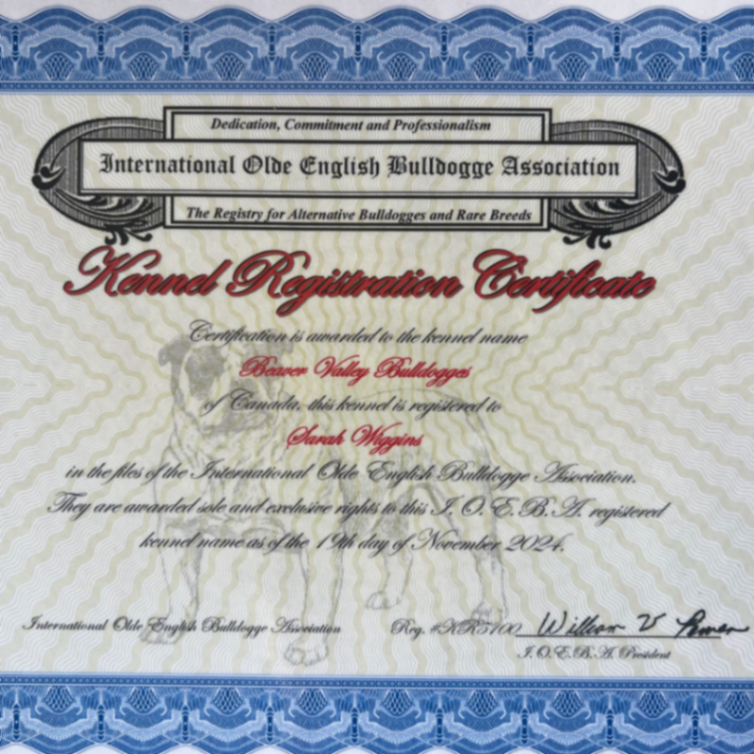 Dedication, Commitment and Professionalism
International Olde English Bulldogge Association
The Registry for Alternative Bulldogges and Rare Breeds
Kennel Registration Certificate
Certification is awarded to the kennel name
Beaver Valley Bulldogges
of Canada, this kennel is registered to
Sarah Wiggins
in the files of the International Olde English Bulldogge Association.
They are awarded sole and exclusive rights to this I. O. E. B. A. registered
kennel name as of the 19th day of November 2024.
International Olde English Bulldogge Association Reg. #KR5100 William V
I.O.E.B.A. President